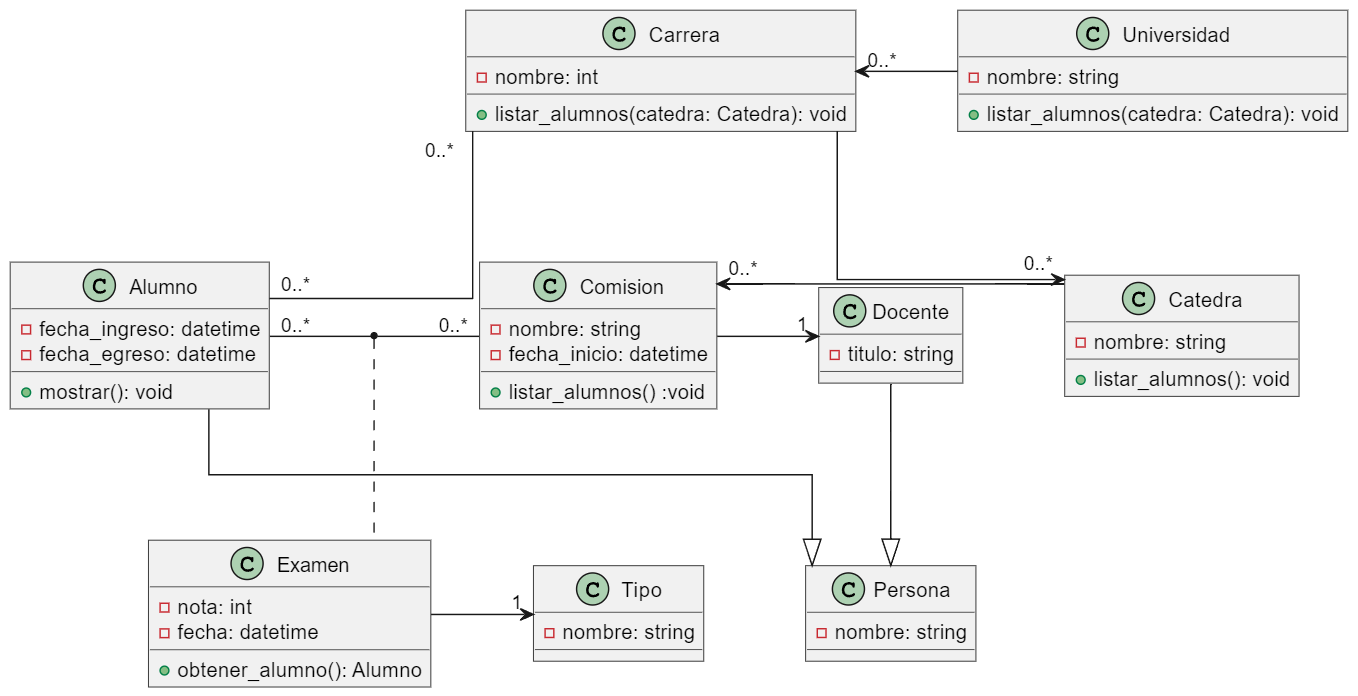 C Carrera
nombre: int
listar_alumnos(catedra: Catedra): void
C Universidad
nombre: string
listar_alumnos(catedra: Catedra): void
0..*
0..*
0..*
0..*
0..*
0..*
0..*
C Alumno
fecha_ingreso: datetime
fecha_egreso: datetime
mostrar(): void
C Comision
nombre: string
fecha_inicio: datetime
listar_alumnos() :void
1
C Docente
titulo: string
C Catedra
nombre: string
listar_alumnos(): void
C Examen
nota: int
fecha: datetime
obtener_alumno(): Alumno
1
C Tipo
nombre: string
C Persona
nombre: string